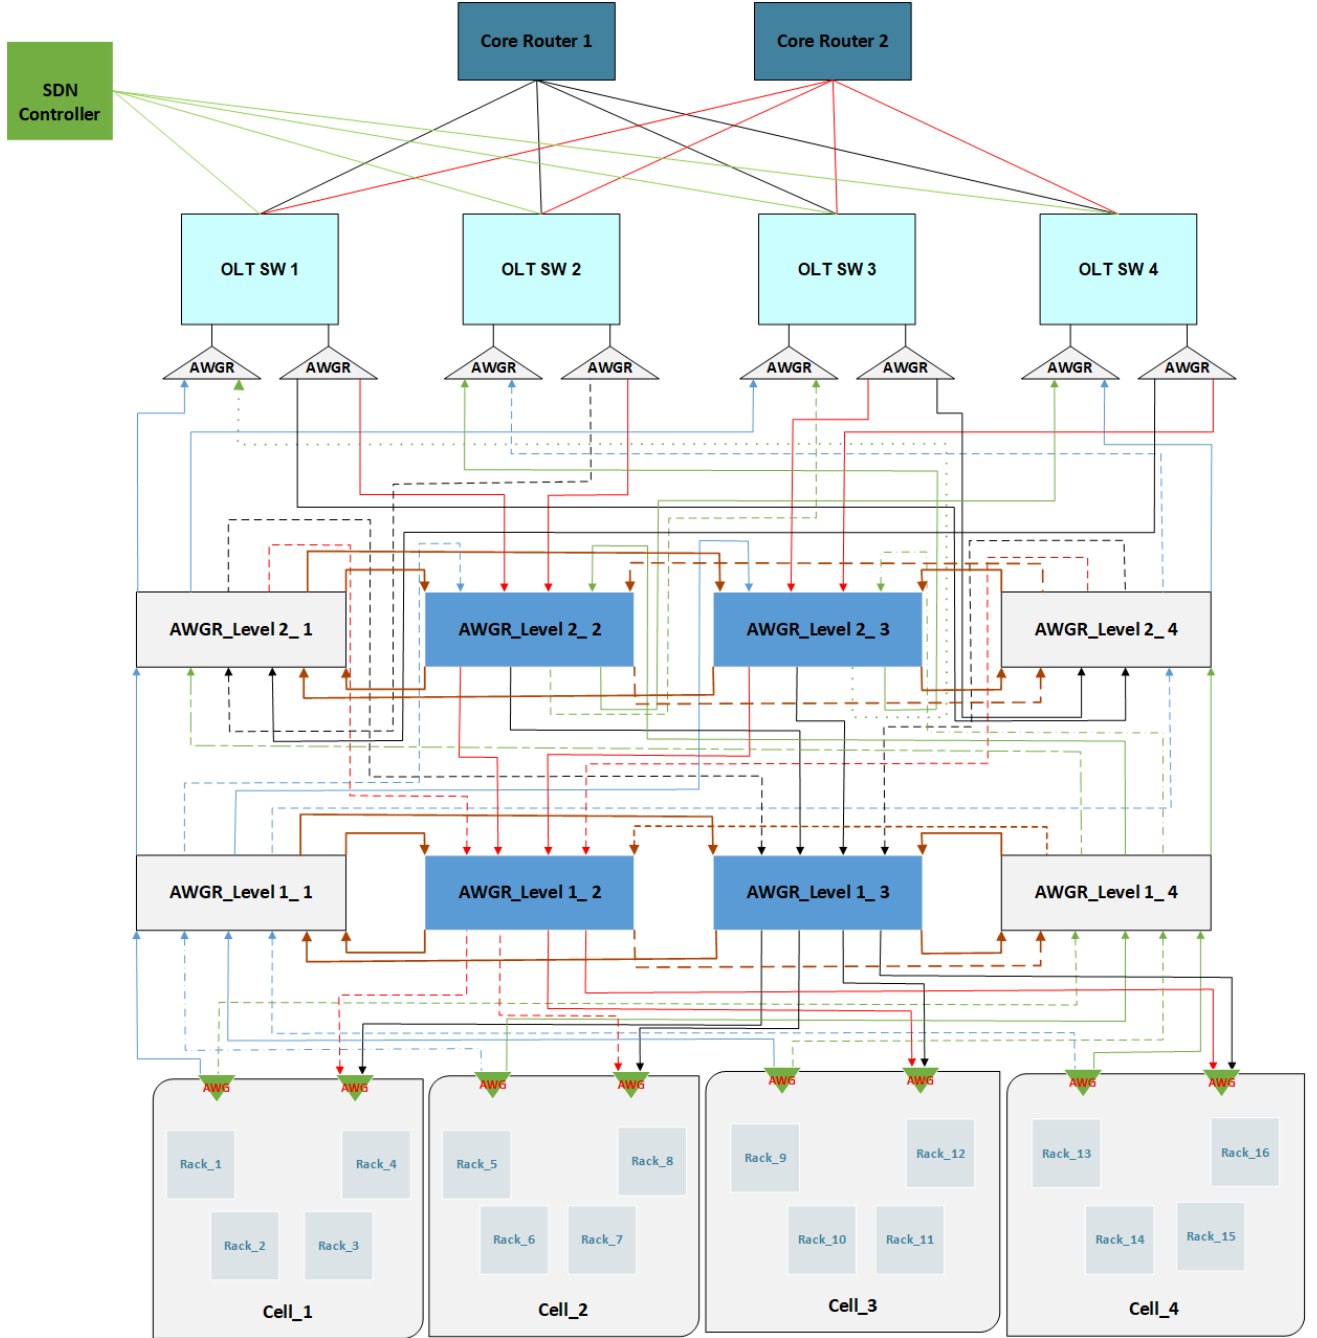 Core Router 1
Core Router 2
SDN
Controller
OLT SW 1
OLT SW 2
OLT SW 3
OLT SW 4
AWGR
AWGR
AWGR
AWGR
AWGR
AWGR
AWGR
AWGR
AWGR_Level 2_ 1
AWGR_Level 2_ 2
AWGR_Level 2_ 3
AWGR_Level 2_ 4
AWGR_Level 1_ 1
AWGR_Level 1_ 2
AWGR_Level 1_ 3
AWGR_Level 1_ 4
AWG
AWG
AWG
AWG
AWG
AWG
AWG
AWG
Rack_1
Rack_4
Rack_2
Rack_3
Cell_1
Rack_5
Rack_8
Rack_6
Rack_7
Cell_2
Rack_9
Rack_12
Rack_10
Rack_11
Cell_3
Rack_13
Rack_16
Rack_14
Rack_15
Cell_4